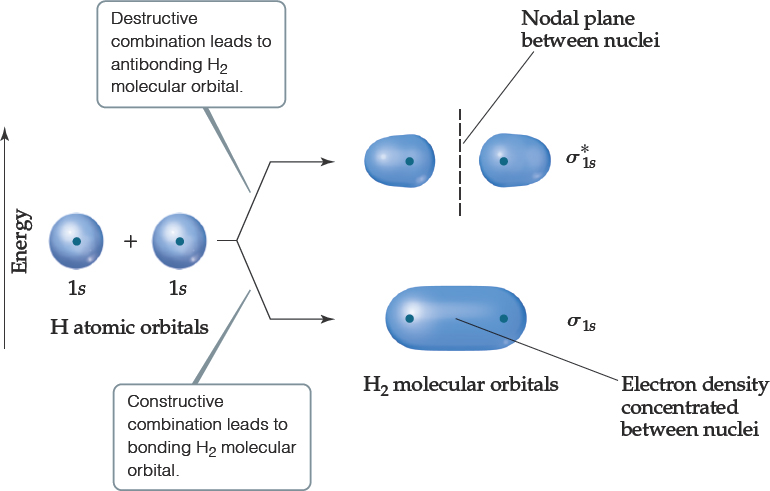 Destructive
combination leads to
antibonding H₂
molecular orbital.
Nodal plane
between nuclei
σ*1s
Energy
+
1s
1s
H atomic orbitals
σ1s
H₂ molecular orbitals
Electron density
concentrated
between nuclei
Constructive
combination leads to
bonding H₂ molecular
orbital.